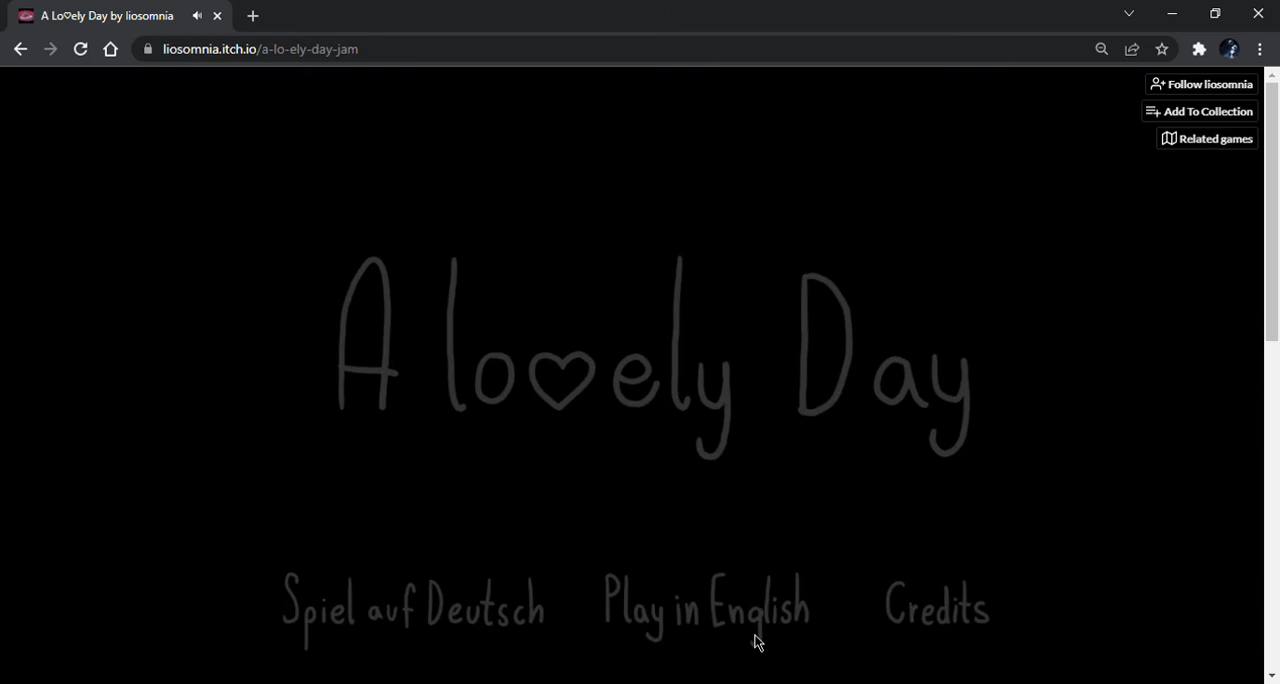 A Lo♡ely Day by liosomnia
liosomnia.itch.io/a-lo-ely-day-jam
Follow liosomnia
Add To Collection
Related games
A lo♡ely Day
Spiel auf Deutsch
Play in English
Credits